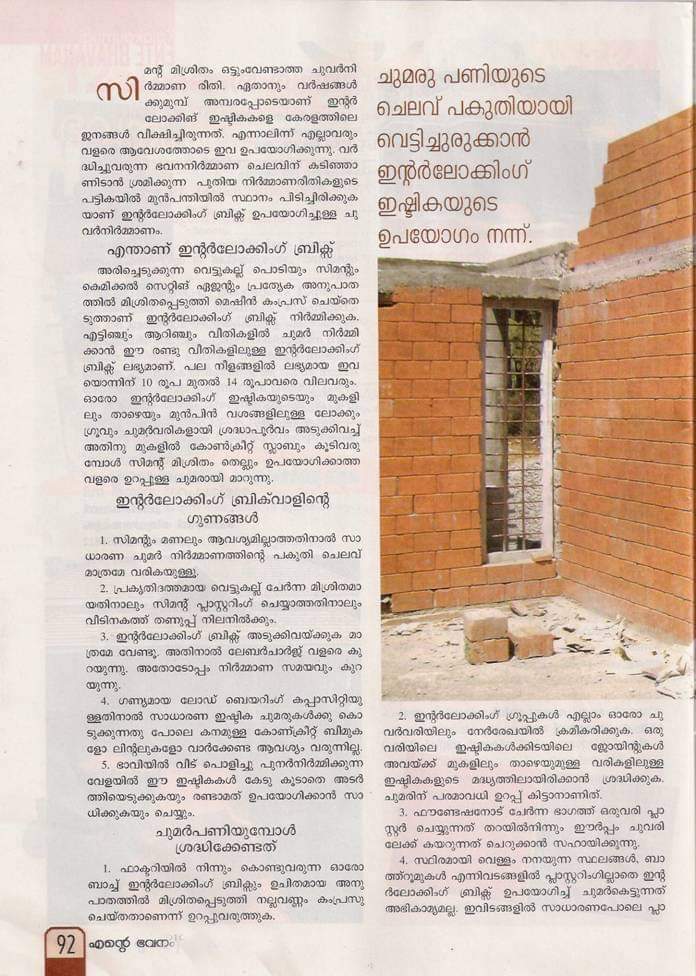 സിമന്റ് മിശ്രിതം ഒട്ടുംവേണ്ടാത്ത ചുവർനി
ർമ്മാണ രീതി. ഏതാനും വർഷങ്ങൾ
ക്കുമുമ്പ് അമ്പരപ്പോടെയാണ് ഇന്റർ
ലോക്കിങ് ഇഷ്ടികകളെ കേരളത്തിലെ
ജനങ്ങൾ വീക്ഷിച്ചിരുന്നത്. എന്നാലിന്ന് എല്ലാവരും
വളരെ ആവേശത്തോടെ ഇവ ഉപയോഗിക്കുന്നു. വർ
ദ്ധിച്ചുവരുന്ന ഭവനനിർമ്മാണ ചെലവിന് കടിഞ്ഞാ
ണിടാൻ ശ്രമിക്കുന്ന പുതിയ നിർമ്മാണരീതികളുടെ
പട്ടികയിൽ മുൻപന്തിയിൽ സ്ഥാനം പിടിച്ചിരിക്കുക
യാണ് ഇന്റർലോക്കിംഗ് ബ്രിക്സ് ഉപയോഗിച്ചുള്ള ചു
വർനിർമ്മാണം.
എന്താണ് ഇന്റർലോക്കിംഗ് ബ്രിക്സ്
അരിച്ചെടുക്കുന്ന വെട്ടുകല്ല് പൊടിയും സിമന്റും
കെമിക്കൽ സെറ്റിങ് ഏജന്റും പ്രത്യേക അനുപാത
ത്തിൽ മിശ്രിതപ്പെടുത്തി മെഷീൻ കംപ്രസ് ചെയ്തെ
ടുത്താണ് ഇന്റർലോക്കിംഗ് ബ്രിക്സ് നിർമ്മിക്കുക.
എട്ടിഞ്ചും ആറിഞ്ചും വീതികളിൽ ചുമർ നിർമ്മി
ക്കാൻ ഈ രണ്ടു വീതികളിലുള്ള ഇന്റർലോക്കിംഗ്
ബ്രിക്സ് ലഭ്യമാണ്. പല നീളങ്ങളിൽ ലഭ്യമായ ഇവ
യൊന്നിന് 10 രൂപ മുതൽ 14 രൂപാവരെ വിലവരും.
ഓരോ ഇന്റർലോക്കിംഗ് ഇഷ്ടികയുടെയും മുകളി
ലും താഴെയും മുൻപിൻ വശങ്ങളിലുള്ള ലോക്കും
ഗ്രൂവും ചുമർവരികളായി ശ്രദ്ധാപൂർവം അടുക്കിവച്ച്
അതിനു മുകളിൽ കോൺക്രീറ്റ് സ്ലാബും കൂടിവരു
മ്പോൾ സിമന്റ് മിശ്രിതം തെല്ലും ഉപയോഗിക്കാത്ത
വളരെ ഉറപ്പുള്ള ചുമരായി മാറുന്നു.
ഇന്റർലോക്കിംഗ് ബ്രിക്‌വാളിന്റെ
ഗുണങ്ങൾ
1. സിമന്റും മണലും ആവശ്യമില്ലാത്തതിനാൽ സാ
ധാരണ ചുമർ നിർമ്മാണത്തിന്റെ പകുതി ചെലവ്
മാത്രമേ വരികയുള്ളൂ.
2. പ്രകൃതിദത്തമായ വെട്ടുകല്ല് ചേർന്ന മിശ്രിതമാ
യതിനാലും സിമന്റ് പ്ലാസ്റ്ററിംഗ് ചെയ്യാത്തതിനാലും
വീടിനകത്ത് തണുപ്പ് നിലനിൽക്കും.
3. ഇന്റർലോക്കിംഗ് ബ്രിക്സ് അടുക്കിവയ്ക്കുക മാ
ത്രമേ വേണ്ടൂ. അതിനാൽ ലേബർചാർജ് വളരെ കു
റയുന്നു. അതോടോപ്പം നിർമ്മാണ സമയവും കുറ
യുന്നു.
4. ഗണ്യമായ ലോഡ് ബെയറിംഗ് കപ്പാസിറ്റിയു
ള്ളതിനാൽ സാധാരണ ഇഷ്ടിക ചുമരുകൾക്കു കൊ
ടുക്കുന്നതു പോലെ കനമുള്ള കോൺക്രീറ്റ് ബീമുക
ളോ ലിന്റലുകളോ വാർക്കേണ്ട ആവശ്യം വരുന്നില്ല.
5. ഭാവിയിൽ വീട് പൊളിച്ചു പുനർനിർമ്മിക്കുന്ന
വേളയിൽ ഈ ഇഷ്ടികകൾ കേടു കൂടാതെ അടർ
ത്തിയെടുക്കുകയും രണ്ടാമത് ഉപയോഗിക്കാൻ സാ
ധിക്കുകയും ചെയ്യും.
ചുമർപണിയുമ്പോൾ
ശ്രദ്ധിക്കേണ്ടത്
1. ഫാക്ടറിയിൽ നിന്നും കൊണ്ടുവരുന്ന ഓരോ
ബാച്ച് ഇന്റർലോക്കിംഗ് ബ്രിക്സും ഉചിതമായ അനു
പാതത്തിൽ മിശ്രിതപ്പെടുത്തി നല്ലവണ്ണം കംപ്രസു
ചെയ്തതാണെന്ന് ഉറപ്പുവരുത്തുക.
ചുമരു പണിയുടെ
ചെലവ് പകുതിയായി
വെട്ടിച്ചുരുക്കാൻ
ഇന്റർലോക്കിംഗ്
ഇഷ്ടികയുടെ
ഉപയോഗം നന്ന്.
2. ഇന്റർലോക്കിംഗ് ഗ്രൂപ്പുകൾ എല്ലാം ഓരോ ചു
വർവരിയിലും നേർരേഖയിൽ ക്രമീകരിക്കുക. ഒരു
വരിയിലെ ഇഷ്ടികകൾക്കിടയിലെ ജോയിന്റുകൾ
അവയ്ക്ക് മുകളിലും താഴെയുമുള്ള വരികളിലുള്ള
ഇഷ്ടികകളുടെ മദ്ധ്യത്തിലായിരിക്കാൻ ശ്രദ്ധിക്കുക.
ചുമരിന് പരമാവധി ഉറപ്പ് കിട്ടാനാണിത്.
3. ഫൗണ്ടേഷനോട് ചേർന്ന ഭാഗത്ത് ഒരുവരി പ്ലാ
സ്റ്റർ ചെയ്യുന്നത് തറയിൽനിന്നും ഈർപ്പം ചുവരി
ലേക്ക് കയറുന്നത് ചെറുക്കാൻ സഹായിക്കുന്നു.
4. സ്ഥിരമായി വെള്ളം നനയുന്ന സ്ഥലങ്ങൾ, ബാ
ത്ത്റൂമുകൾ എന്നിവടങ്ങളിൽ പ്ലാസ്റ്ററിംഗില്ലാതെ ഇന്റ
ർലോക്കിംഗ് ബ്രിക്സ് ഉപയോഗിച്ച് ചുമർകെട്ടുന്നത്
അഭികാമ്യമല്ല. ഇവിടങ്ങളിൽ സാധാരണപോലെ പ്ലാ
92 എന്റെ ഭവനം